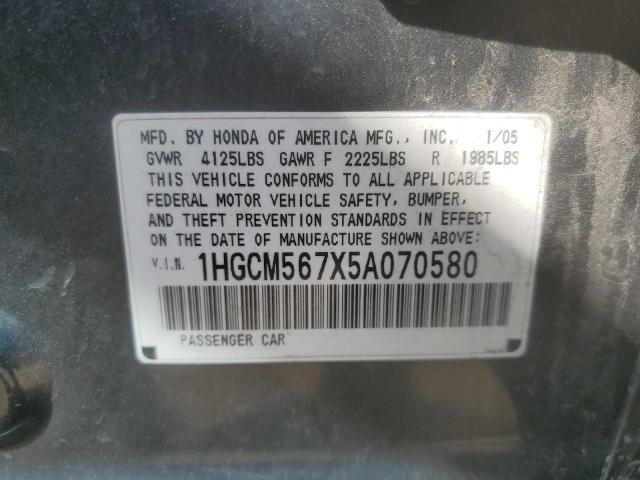 MFD. BY HONDA OF AMERICA MFG., INC. 1/05
GVWR 4125LBS GAWR F 2225LBS R 1985LBS
THIS VEHICLE CONFORMS TO ALL APPLICABLE
FEDERAL MOTOR VEHICLE SAFETY, BUMPER,
AND THEFT PREVENTION STANDARDS IN EFFECT
ON THE DATE OF MANUFACTURE SHOWN ABOVE:
V.I.N. 1HGCM567X5A070580
PASSENGER CAR